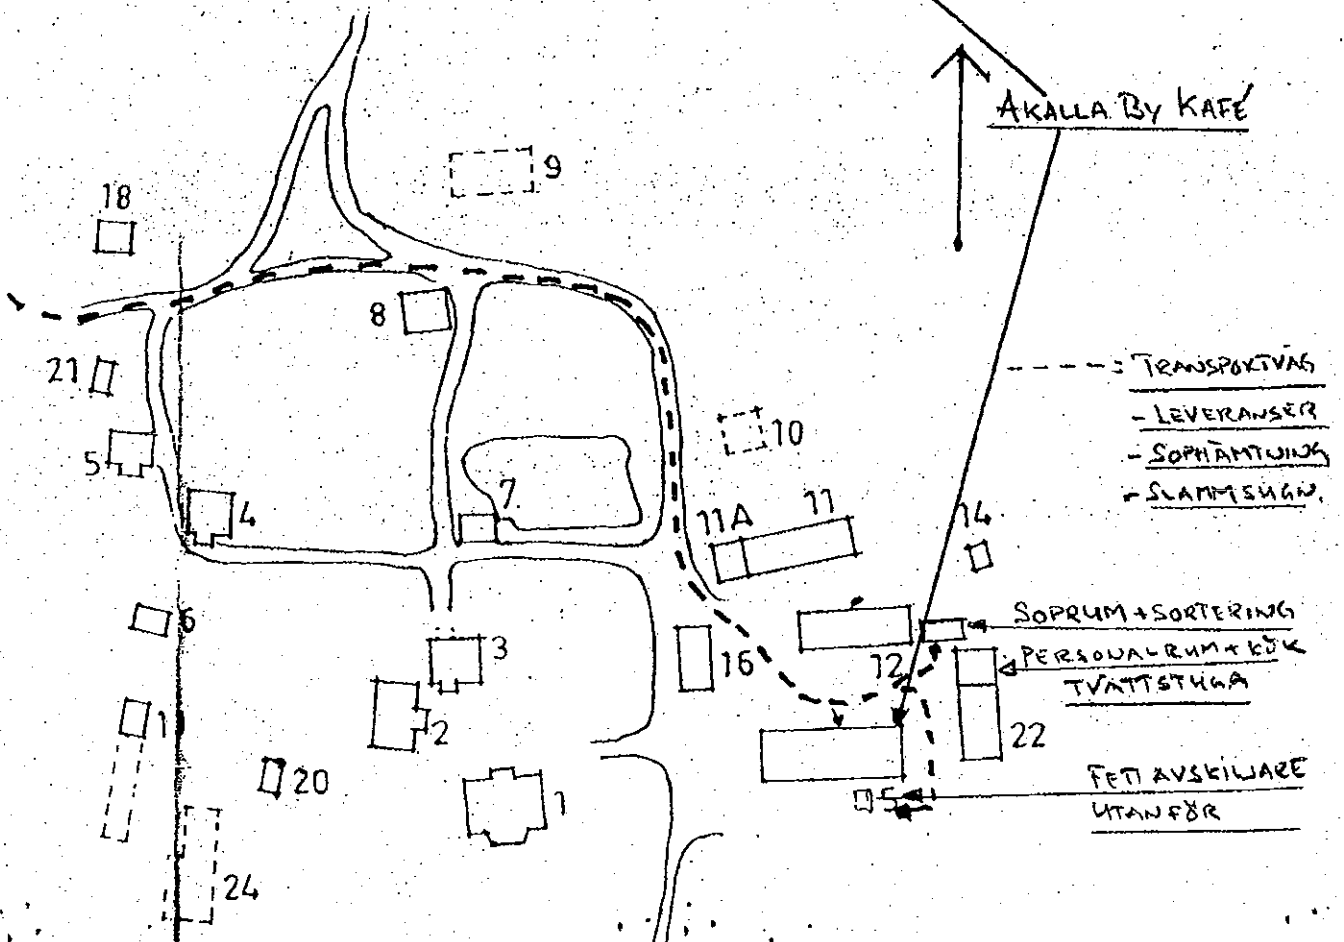 AKALLA BY KAFÉ
9
18
8
---- : TRANSPORTVÄG
- LEVERANSER
- SOPHÄMTNING
- SLAMMSUGN.
21
10
5
4
7
11A
11
14
6
SOPRUM + SORTERING
3
16
12
PERSONALRUM + KÖK
TVÄTTSTUGA
1
2
22
20
1
FETTAVSKILJARE
UTANFÖR
24